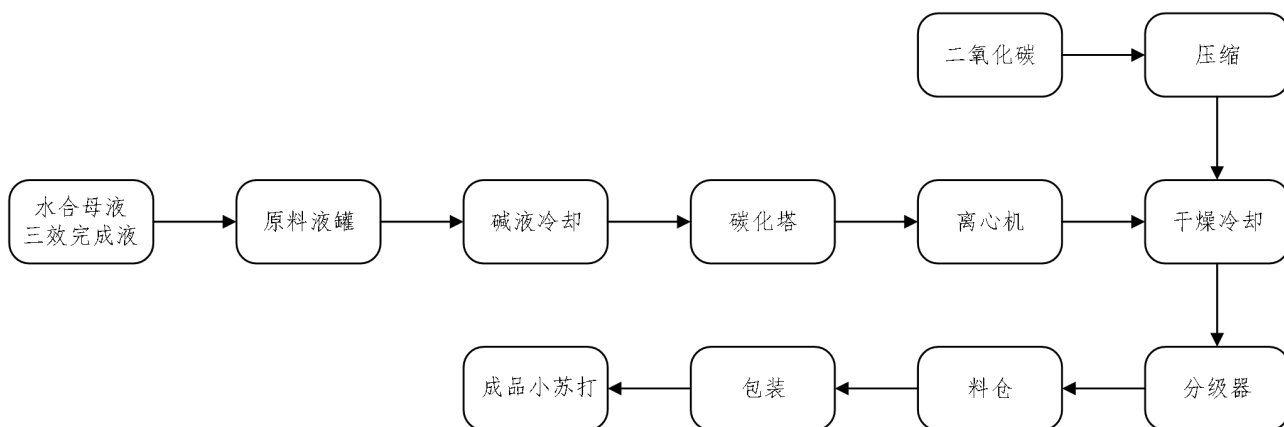 二氧化碳
压缩
水合母液
三效完成液
原料液罐
碱液冷却
碳化塔
离心机
干燥冷却
成品小苏打
包装
料仓
分级器